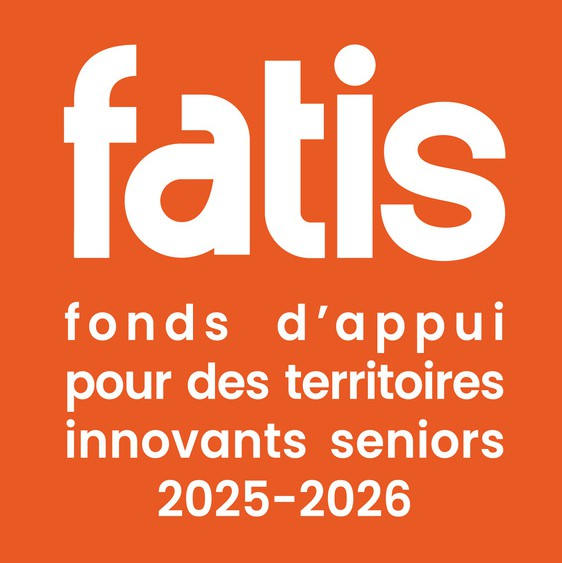 fatis
fonds d’appui
pour des territoires
innovants seniors
2025-2026